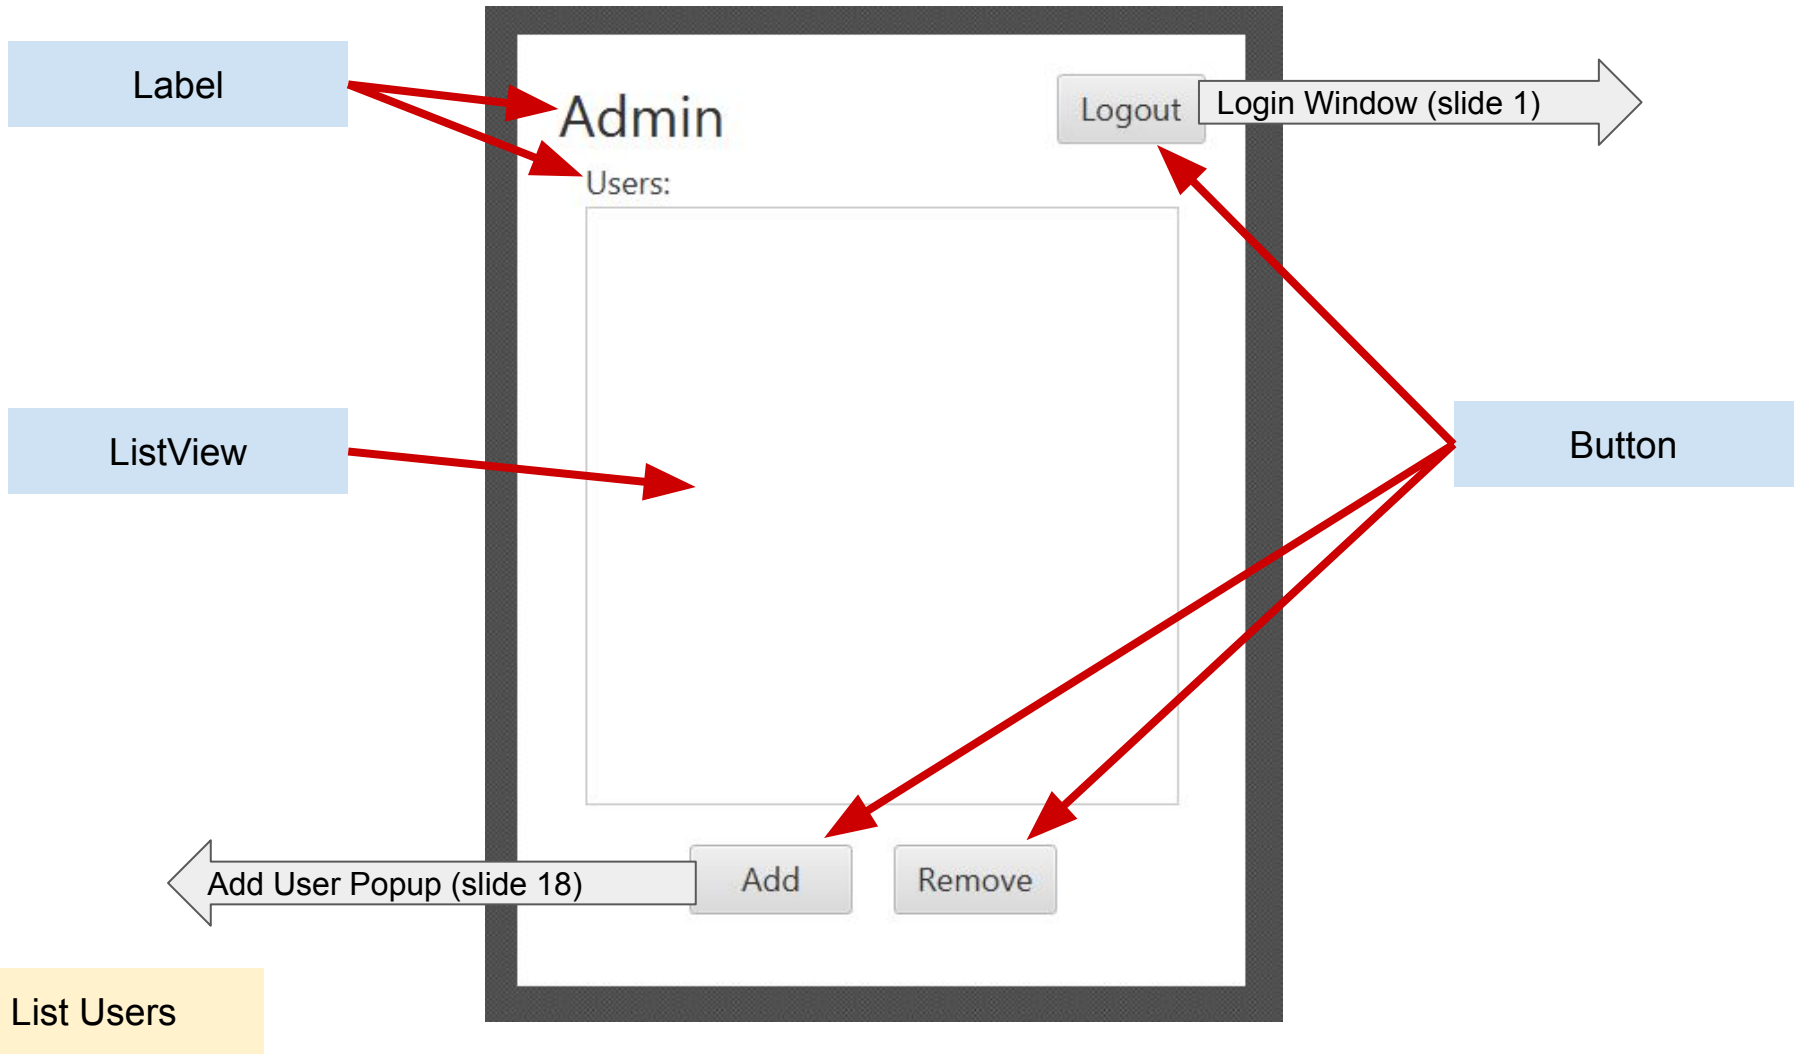 Label
Admin
Logout
Login Window (slide 1)
Users:
ListView
Button
Add User Popup (slide 18)
Add
Remove
List Users